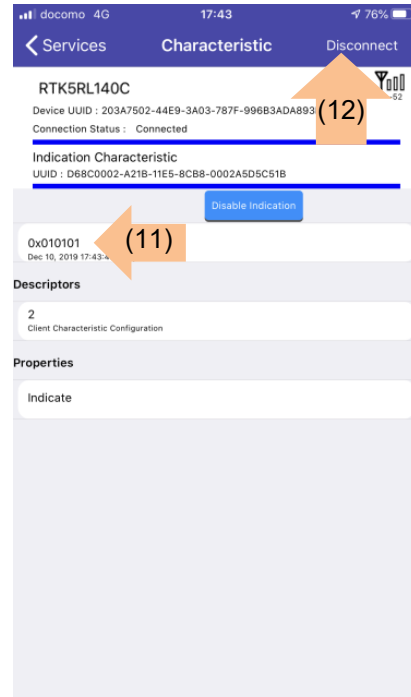 docomo 4G 17:43 76%
Services Characteristic Disconnect
RTK5RL140C
-52
Device UUID : 203A7502-44E9-3A03-787F-996B3ADA893
(12)
Connection Status : Connected
Indication Characteristic
UUID : D68C0002-A21B-11E5-8CB8-0002A5D5C51B
Disable Indication
0x010101
(11)
Dec 10, 2019 17:43:4
Descriptors
2
Client Characteristic Configuration
Properties
Indicate